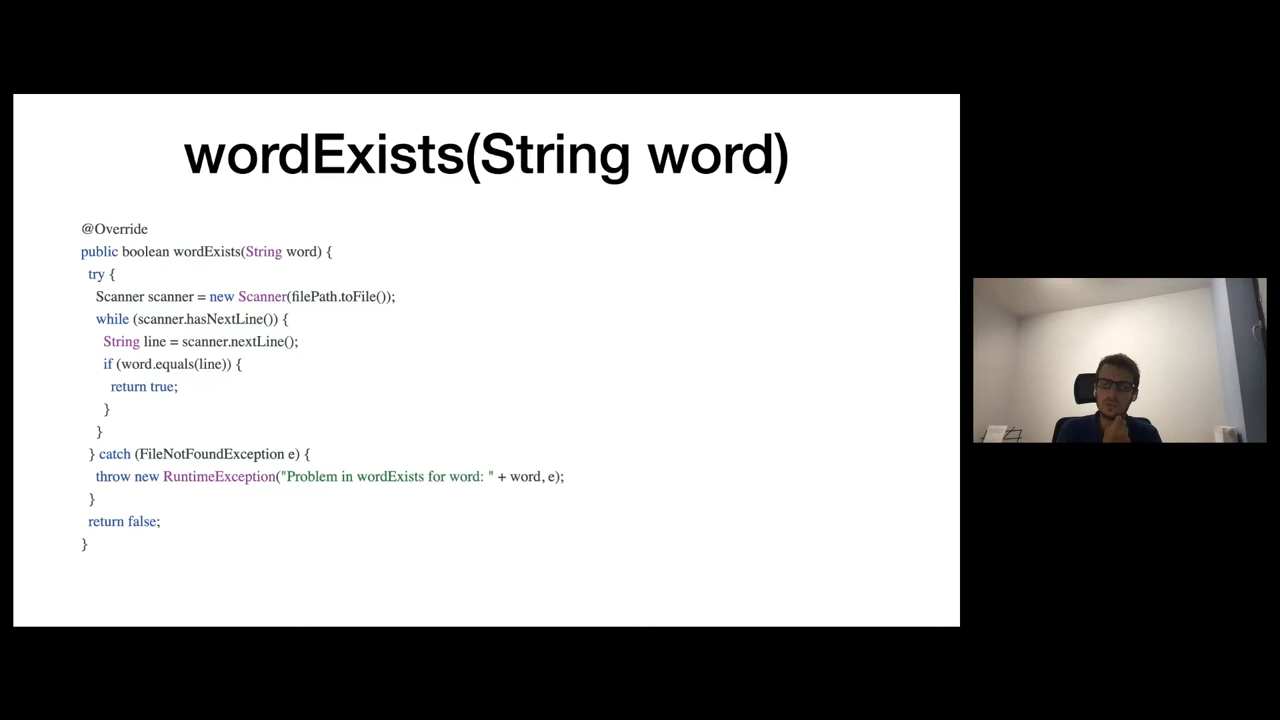 wordExists(String word)
@Override
public boolean wordExists(String word) {
try {
Scanner scanner = new Scanner(filePath.toFile());
while (scanner.hasNextLine()) {
String line = scanner.nextLine();
if (word.equals(line)) {
return true;
}
}
} catch (FileNotFoundException e) {
throw new RuntimeException("Problem in wordExists for word: " + word, e);
}
return false;
}